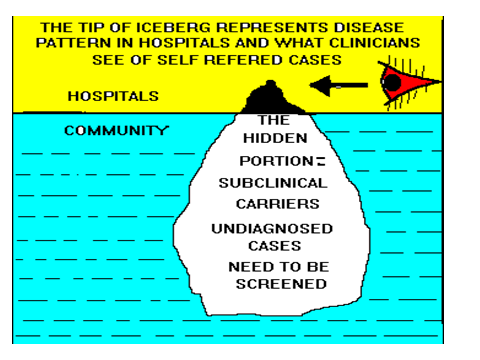 THE TIP OF ICEBERG REPRESENTS DISEASE
PATTERN IN HOSPITALS AND WHAT CLINICIANS
SEE OF SELF REFERED CASES
HOSPITALS
COMMUNITY
THE
HIDDEN
PORTION=
SUBCLINICAL
CARRIERS
UNDIAGNOSED
CASES
NEED TO BE
SCREENED